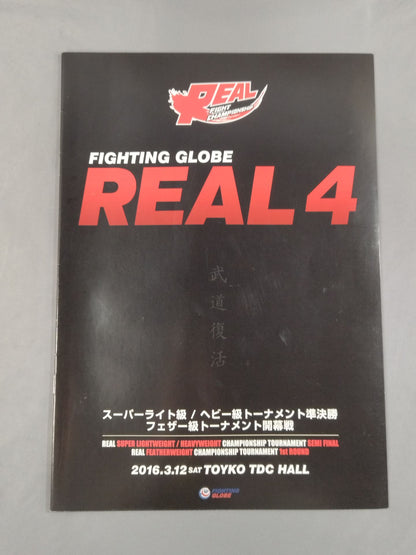 REAL
FIGHT
CHAMPIONSHIP
FIGHTING GLOBE
REAL 4
武道復活
スーパーライト級 / ヘビー級トーナメント準決勝
フェザー級トーナメント開幕戦
REAL SUPER LIGHTWEIGHT / HEAVYWEIGHT CHAMPIONSHIP TOURNAMENT SEMI FINAL
REAL FEATHERWEIGHT CHAMPIONSHIP TOURNAMENT 1st ROUND
2016.3.12 SAT TOYKO TDC HALL
FIGHTING
GLOBE